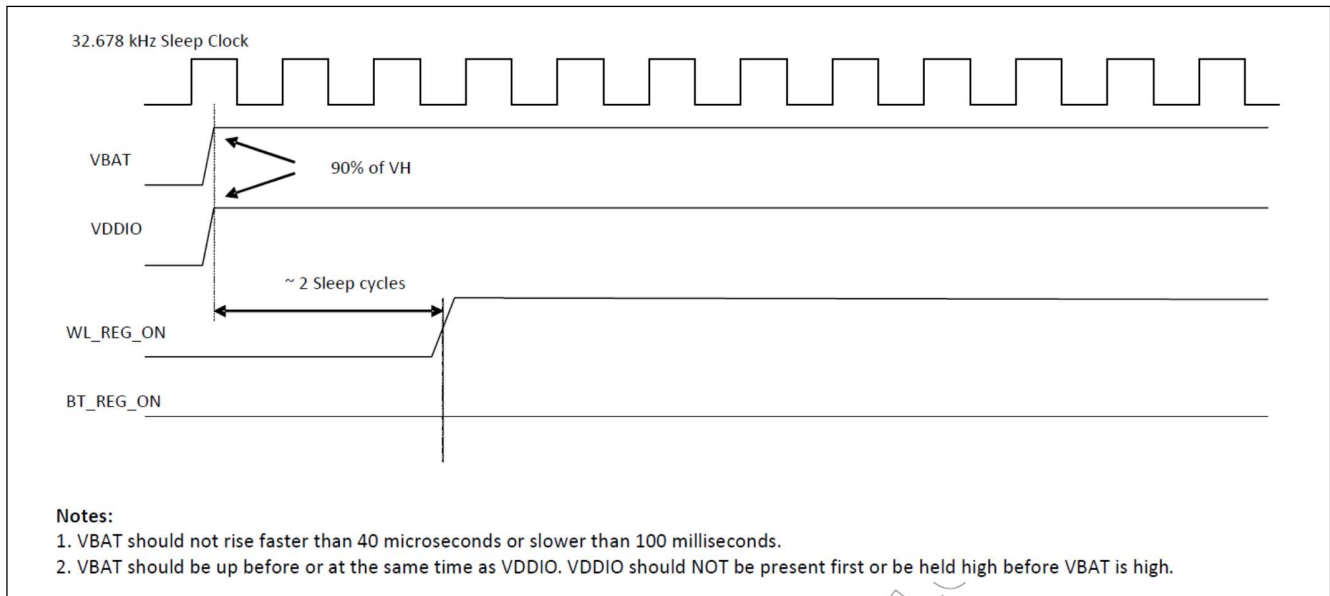 32.678 kHz Sleep Clock
VBAT
90% of VH
VDDIO
~ 2 Sleep cycles
WL_REG_ON
BT_REG_ON
Notes:
1. VBAT should not rise faster than 40 microseconds or slower than 100 milliseconds.
2. VBAT should be up before or at the same time as VDDIO. VDDIO should NOT be present first or be held high before VBAT is high.